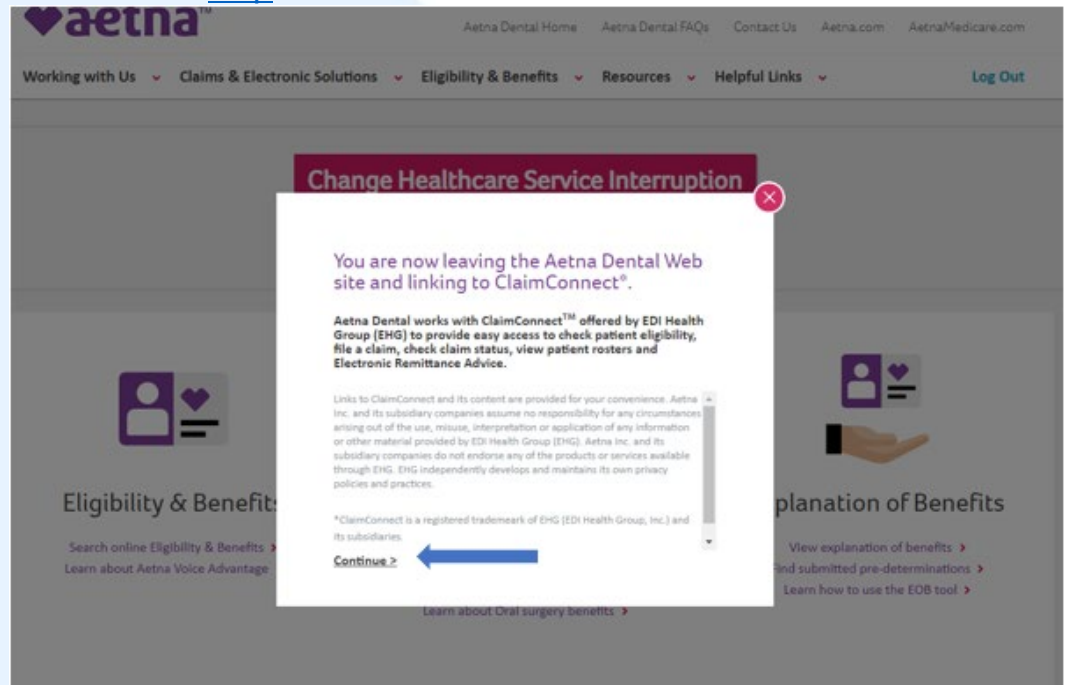 aetna™
Aetna Dental Home Aetna Dental FAQs Contact Us Aetna.com AetnaMedicare.com
Working with Us Claims & Electronic Solutions Eligibility & Benefits Resources Helpful Links Log Out
Change Healthcare Service Interruption
You are now leaving the Aetna Dental Web
site and linking to ClaimConnect®.
Aetna Dental works with ClaimConnect™ offered by EDI Health
Group (EHG) to provide easy access to check patient eligibility,
file a claim, check claim status, view patient rosters and
Electronic Remittance Advice.
Links to ClaimConnect and its content are provided for your convenience. Aetna
Inc. and its subsidiary companies assume no responsibility for any circumstances
arising out of the use, misuse, interpretation or application of any information
or other material provided by EDI Health Group (EHG). Aetna Inc. and its
subsidiary companies do not endorse any of the products or services available
through EHG. EHG independently develops and maintains its own privacy
policies and practices.
*ClaimConnect is a registered trademeark of EHG (EDI Health Group, Inc.) and
its subsidiaries.
Continue >
Eligibility & Benefits
Search online Eligibility & Benefits >
Learn about Aetna Voice Advantage
Learn about Oral surgery benefits >
planation of Benefits
View explanation of benefits >
Find submitted pre-determinations >
Learn how to use the EOB tool >